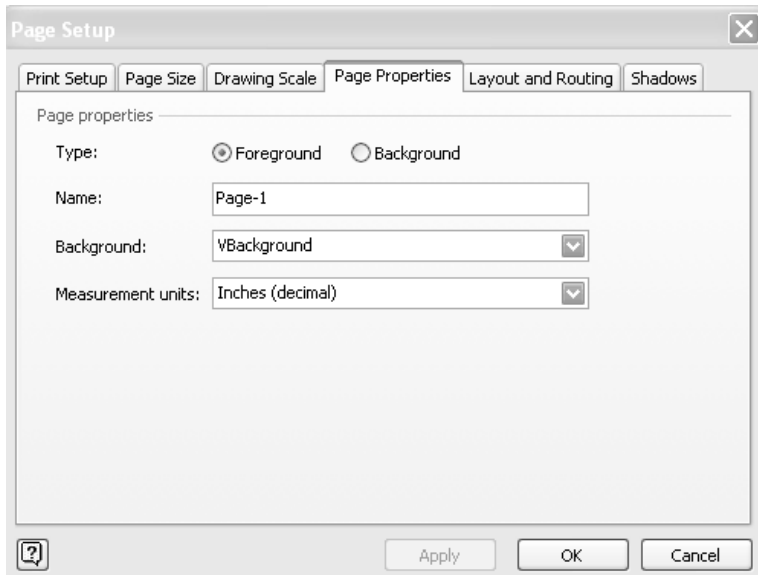 Page Setup
Print Setup Page Size Drawing Scale Page Properties Layout and Routing Shadows
Page properties
Type: Foreground Background
Name: Page-1
Background: VBackground
Measurement units: Inches (decimal)
Apply OK Cancel